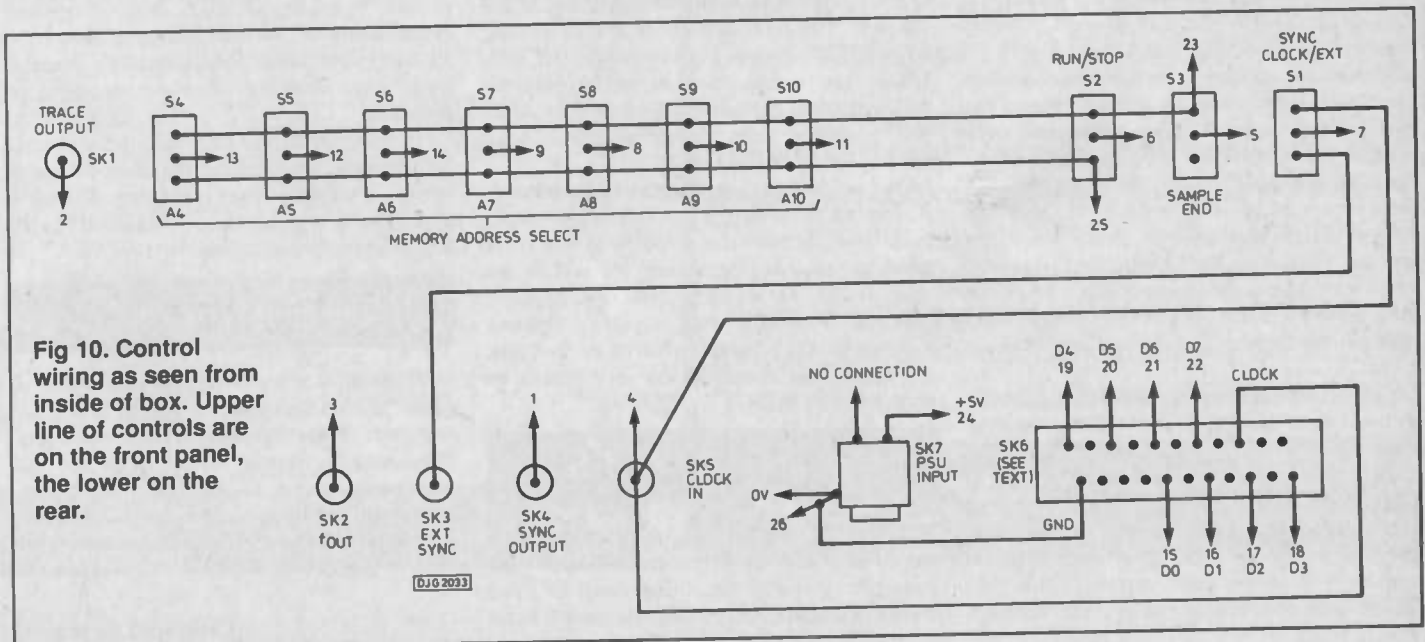 23
SYNC
CLOCK/EXT
RUN/STOP
S4 S5 S6 S7 S8 S9 S10 S2 S3 S1
TRACE
OUTPUT
SK1
13 12 14 9 8 10 11 6 5 7
2
A4 A5 A6 A7 A8 A9 A10
SAMPLE
END
25
MEMORY ADDRESS SELECT
Fig 10. Control
wiring as seen from
inside of box. Upper
line of controls are
on the front panel,
the lower on the
rear.
3 1 4
SK2
fOUT
SK3
EXT
SYNC
SK4
SYNC
OUTPUT
SK5
CLOCK
IN
DJG2033
NO CONNECTION
+5V
24
SK7
PSU
INPUT
0V
26
D4 D5 D6 D7
19 20 21 22
CLOCK
SK6
(SEE
TEXT)
GND
15 16 17 18
D0 D1 D2 D3